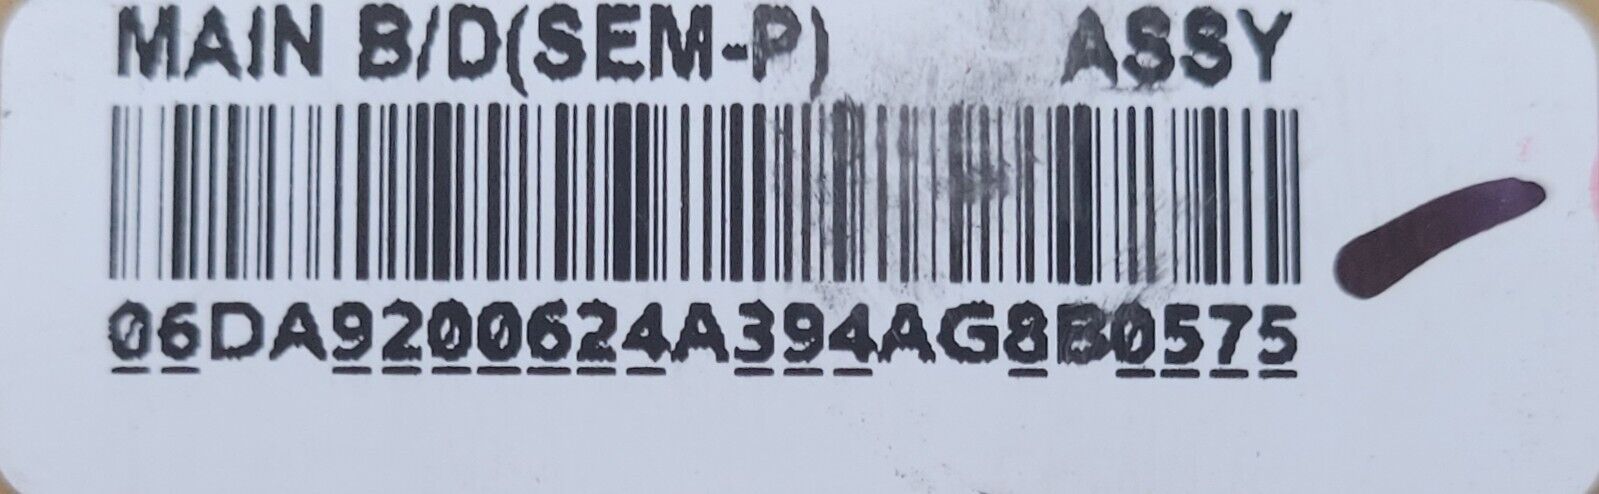 MAIN B/D(SEM-P) ASSY
06DA9200624A394AG8B0575